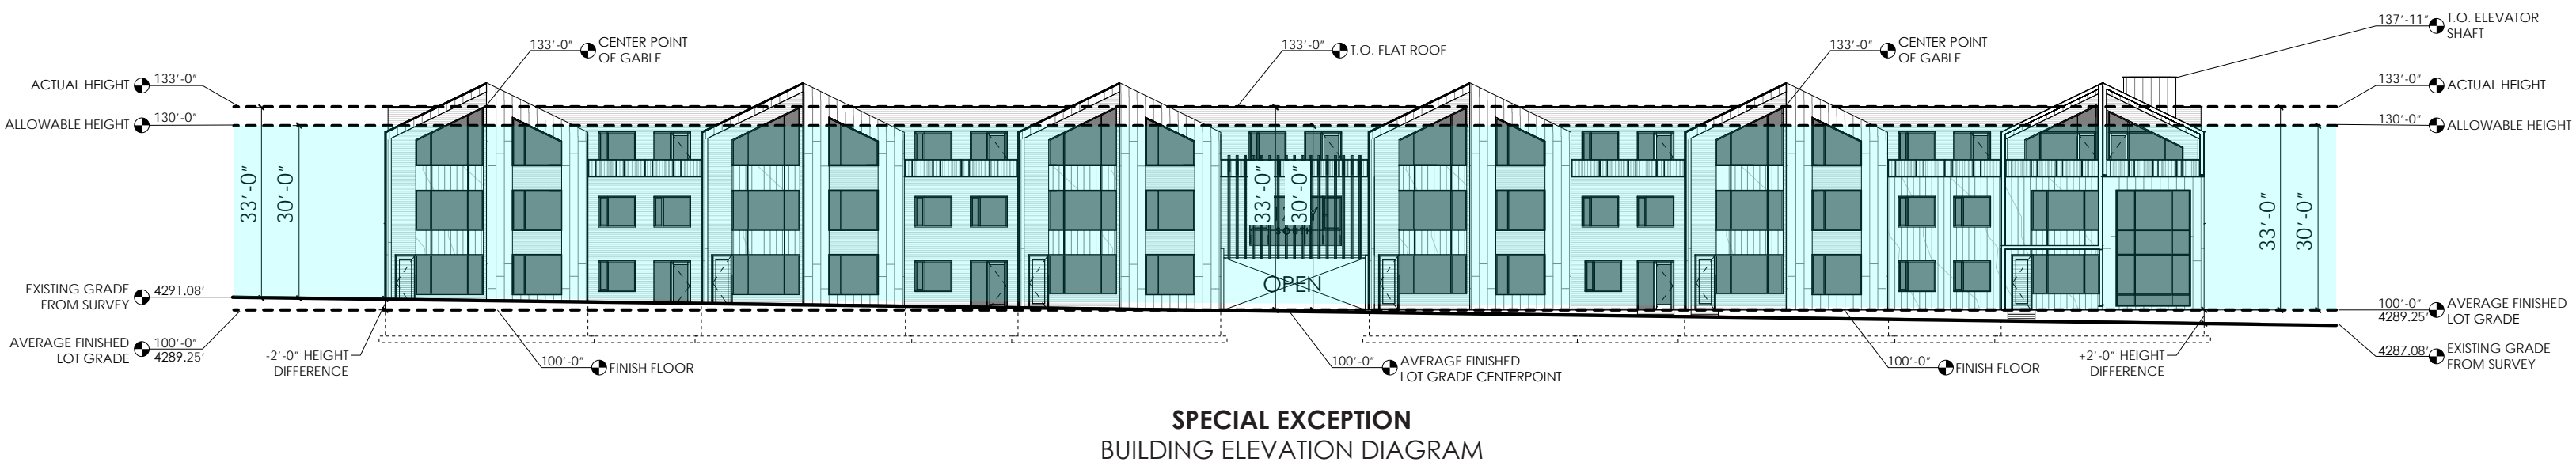 137'-11" T.O. ELEVATOR
SHAFT
133'-0" CENTER POINT
OF GABLE
133'-0" T.O. FLAT ROOF
133'-0" CENTER POINT
OF GABLE
ACTUAL HEIGHT 133'-0"
133'-0" ACTUAL HEIGHT
ALLOWABLE HEIGHT 130'-0"
130'-0" ALLOWABLE HEIGHT
33'-0"
30'-0"
33'-0"
30'-0"
33'-0"
30'-0"
OPEN
EXISTING GRADE
FROM SURVEY
4291.08'
100'-0"
4289.25'
AVERAGE FINISHED
LOT GRADE
AVERAGE FINISHED
LOT GRADE
100'-0"
4289.25'
-2'-0" HEIGHT
DIFFERENCE
100'-0" FINISH FLOOR
100'-0" AVERAGE FINISHED
LOT GRADE CENTERPOINT
100'-0" FINISH FLOOR
+2'-0" HEIGHT
DIFFERENCE
4287.08' EXISTING GRADE
FROM SURVEY
SPECIAL EXCEPTION
BUILDING ELEVATION DIAGRAM